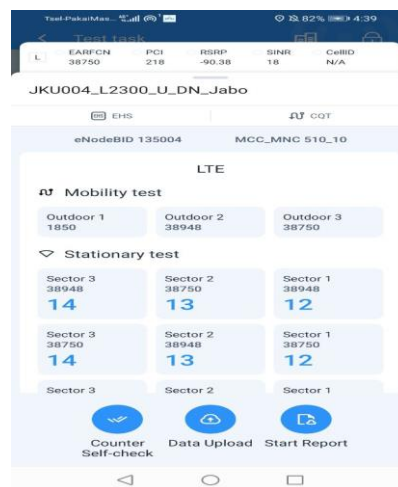 Tsel-PakaiMas... 82% 4:39
Test task
L EARFCN PCI RSRP SINR CellID
38750 218 -90.38 18 N/A
JKU004_L2300_U_DN_Jabo
EHS CQT
eNodeBID 135004 MCC_MNC 510_10
LTE
Mobility test
Outdoor 1 Outdoor 2 Outdoor 3
1850 38948 38750
Stationary test
Sector 3 Sector 2 Sector 1
38948 38750 38948
14 13 12
Sector 3 Sector 2 Sector 1
38750 38948 38750
14 13 12
Sector 3 Sector 2 Sector 1
Counter Data Upload Start Report
Self-check